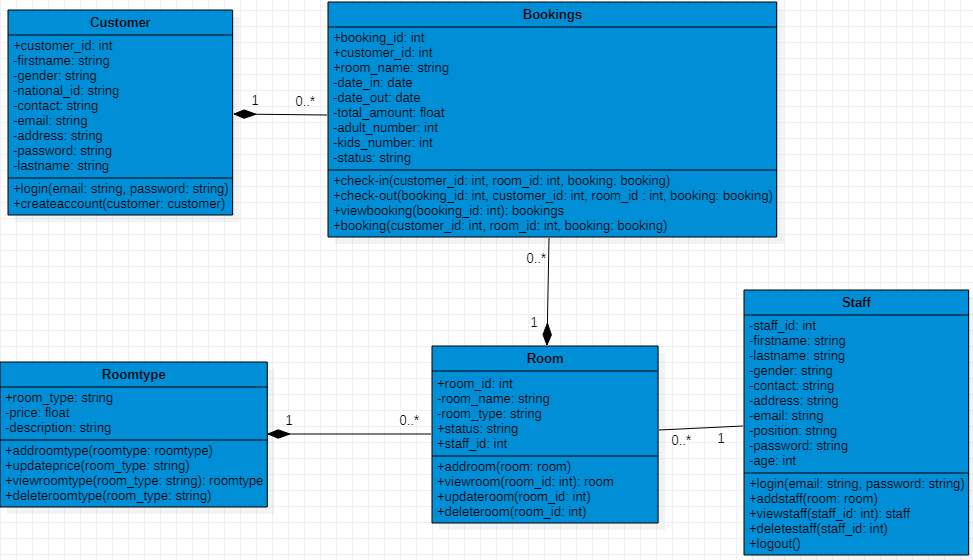 Customer
+customer_id: int
-firstname: string
-gender: string
-national_id: string
-contact: string
-email: string
-address: string
-password: string
-lastname: string
+login(email: string, password: string)
+createaccount(customer: customer)
1
0..*
Bookings
+booking_id: int
+customer_id: int
+room_name: string
-date_in: date
-date_out: date
-total_amount: float
-adult_number: int
-kids_number: int
-status: string
+check-in(customer_id: int, room_id: int, booking: booking)
+check-out(booking_id: int, customer_id: int, room_id : int, booking: booking)
+viewbooking(booking_id: int): bookings
+booking(customer_id: int, room_id: int, booking: booking)
0..*
1
Roomtype
+room_type: string
-price: float
-description: string
+addroomtype(roomtype: roomtype)
+updateprice(room_type: string)
+viewroomtype(room_type: string): roomtype
+deleteroomtype(room_type: string)
1
0..*
Room
+room_id: int
-room_name: string
-room_type: string
+status: string
+staff_id: int
+addroom(room: room)
+viewroom(room_id: int): room
+updateroom(room_id: int)
+deleteroom(room_id: int)
0..*
1
Staff
-staff_id: int
-firstname: string
-lastname: string
-gender: string
-contact: string
-address: string
-email: string
-position: string
-password: string
-age: int
+login(email: string, password: string)
+addstaff(room: room)
+viewstaff(staff_id: int): staff
+deletestaff(staff_id: int)
+logout()